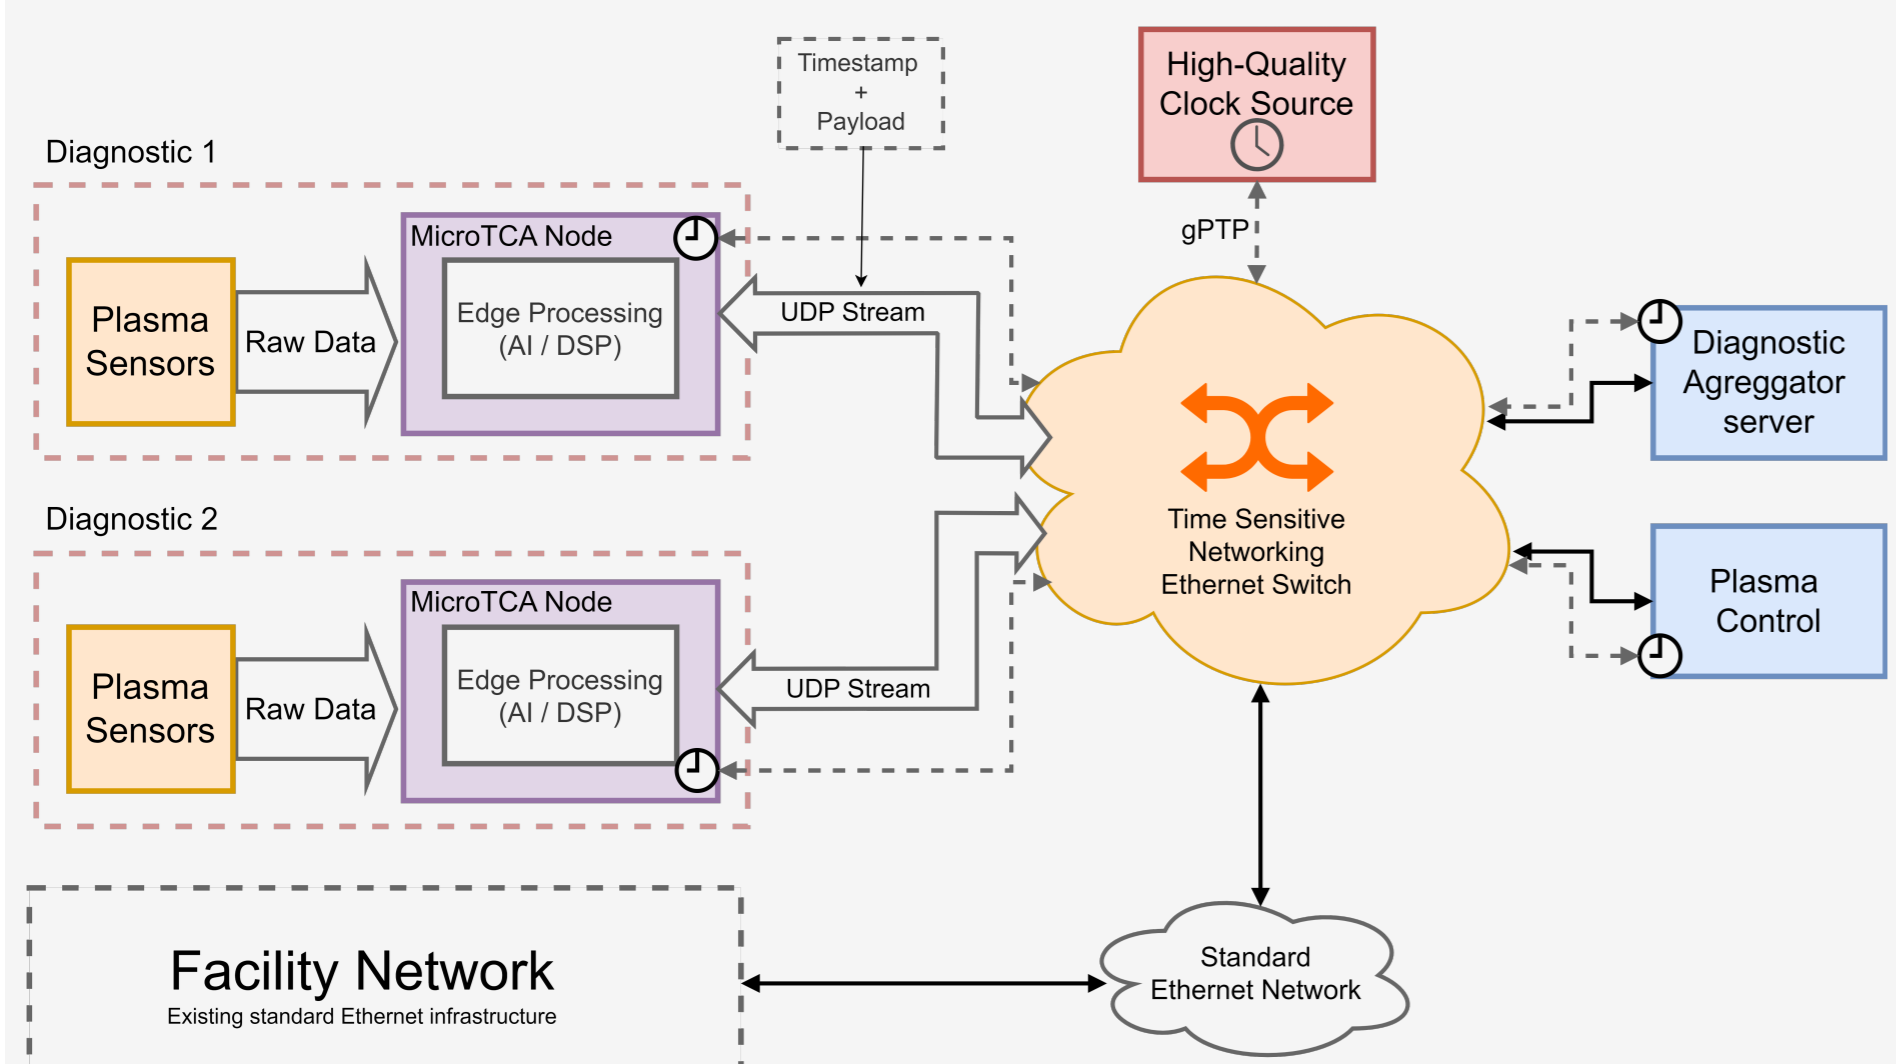 Timestamp
+
Payload
High-Quality
Clock Source
gPTP
Diagnostic 1
Plasma
Sensors
Raw Data
MicroTCA Node
Edge Processing
(AI / DSP)
UDP Stream
Time Sensitive
Networking
Ethernet Switch
Diagnostic
Agreggator
server
Diagnostic 2
Plasma
Sensors
Raw Data
MicroTCA Node
Edge Processing
(AI / DSP)
UDP Stream
Plasma
Control
Facility Network
Existing standard Ethernet infrastructure
Standard
Ethernet Network